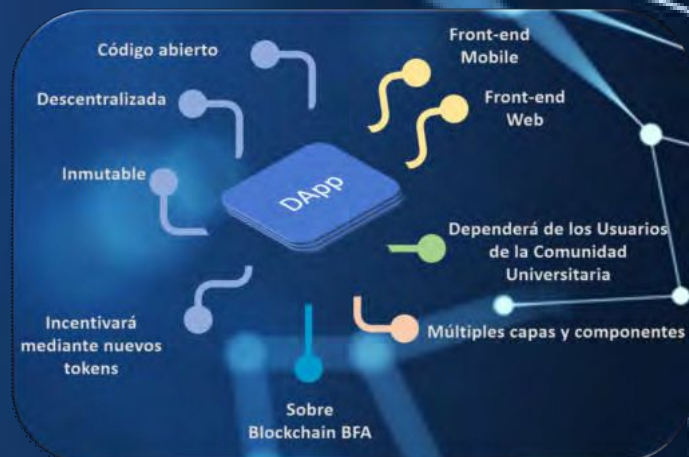 Código abierto
Descentralizada
Inmutable
Incentivará
mediante nuevos
tokens
DApp
Front-end
Mobile
Front-end
Web
Dependerá de los Usuarios
de la Comunidad
Universitaria
Múltiples capas y componentes
Sobre
Blockchain BFA